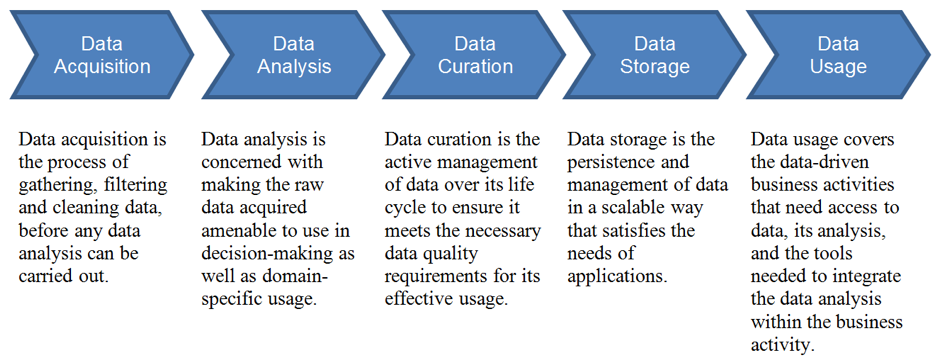 Data
Acquisition
Data
Analysis
Data
Curation
Data
Storage
Data
Usage
Data acquisition is
the process of
gathering, filtering
and cleaning data,
before any data
analysis can be
carried out.
Data analysis is
concerned with
making the raw
data acquired
amenable to use in
decision-making as
well as domain-
specific usage.
Data curation is the
active management
of data over its life
cycle to ensure it
meets the necessary
data quality
requirements for its
effective usage.
Data storage is the
persistence and
management of data
in a scalable way
that satisfies the
needs of
applications.
Data usage covers
the data-driven
business activities
that need access to
data, its analysis,
and the tools
needed to integrate
the data analysis
within the business
activity.